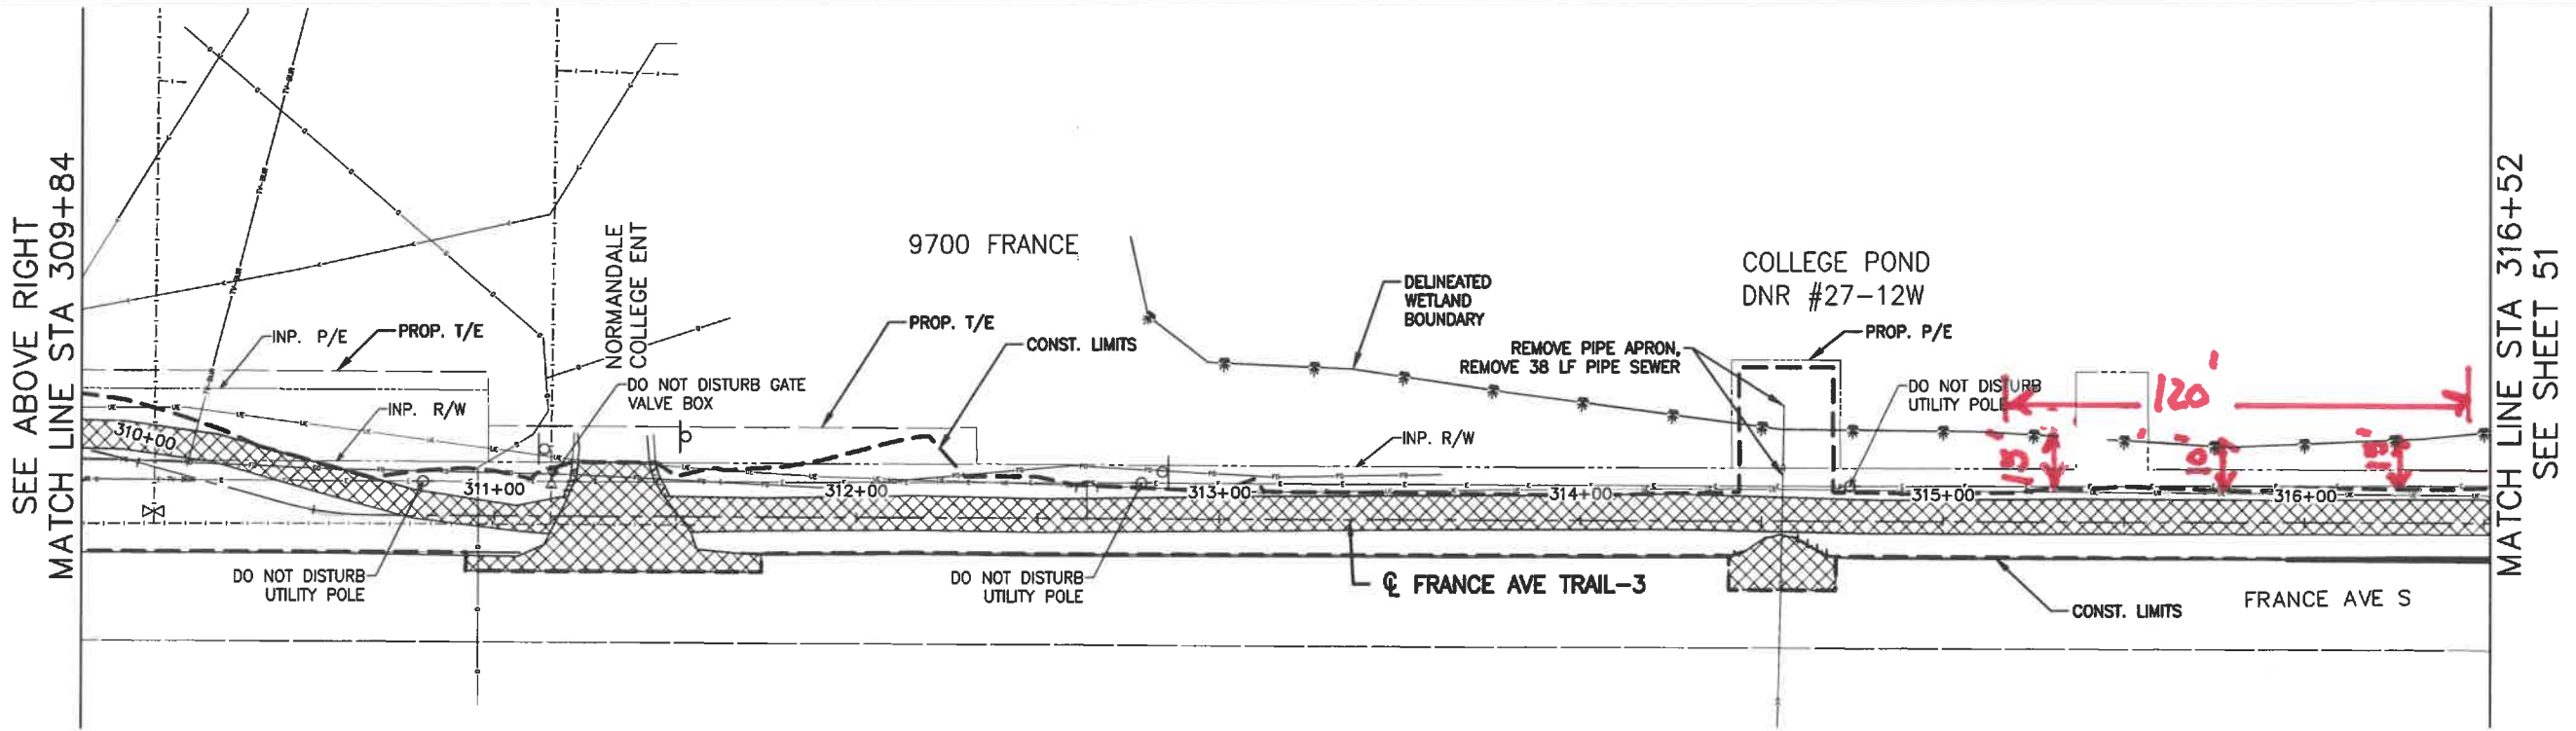 SEE ABOVE RIGHT
MATCH LINE STA 309+84
INP. P/E
PROP. T/E
INP. R/W
310+00
NORMANDALE
COLLEGE ENT
DO NOT DISTURB GATE
VALVE BOX
311+00
DO NOT DISTURB
UTILITY POLE
9700 FRANCE
PROP. T/E
CONST. LIMITS
312+00
DELINEATED
WETLAND
BOUNDARY
INP. R/W
313+00
DO NOT DISTURB
UTILITY POLE
℄ FRANCE AVE TRAIL-3
REMOVE PIPE APRON,
REMOVE 38 LF PIPE SEWER
314+00
COLLEGE POND
DNR #27-12W
PROP. P/E
DO NOT DISTURB
UTILITY POLE
120'
15'
10'
315+00
316+00
CONST. LIMITS
FRANCE AVE S
MATCH LINE STA 316+52
SEE SHEET 51